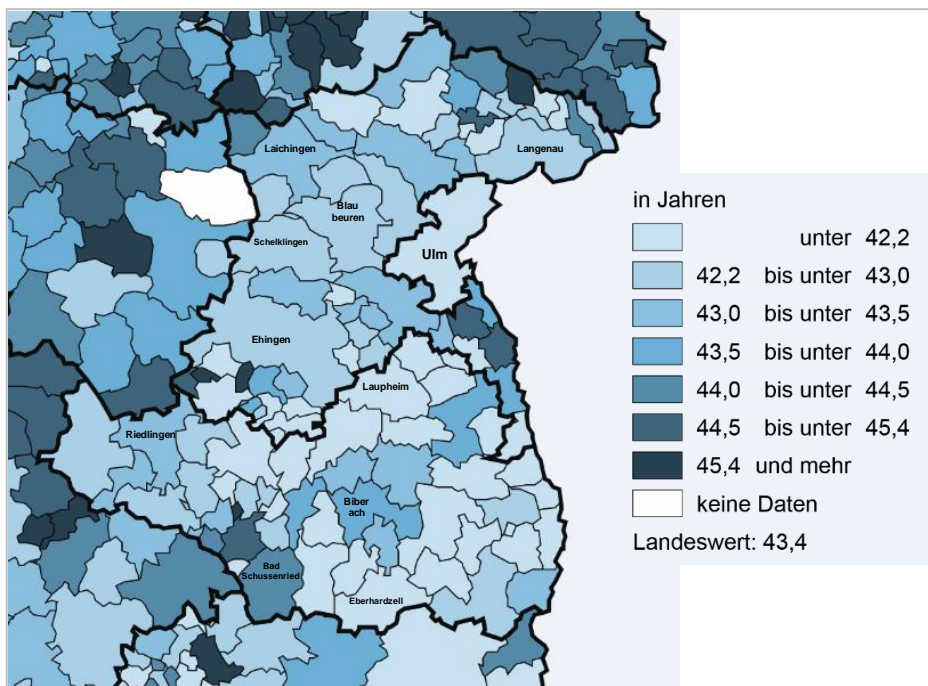 Laichingen
Langenau
Blau
beuren
Schelklingen
Ulm
Ehingen
Laupheim
Riedlingen
Biber
ach
Bad
Schussenried
Eberhardzell
in Jahren
unter 42,2
42,2 bis unter 43,0
43,0 bis unter 43,5
43,5 bis unter 44,0
44,0 bis unter 44,5
44,5 bis unter 45,4
45,4 und mehr
keine Daten
Landeswert: 43,4